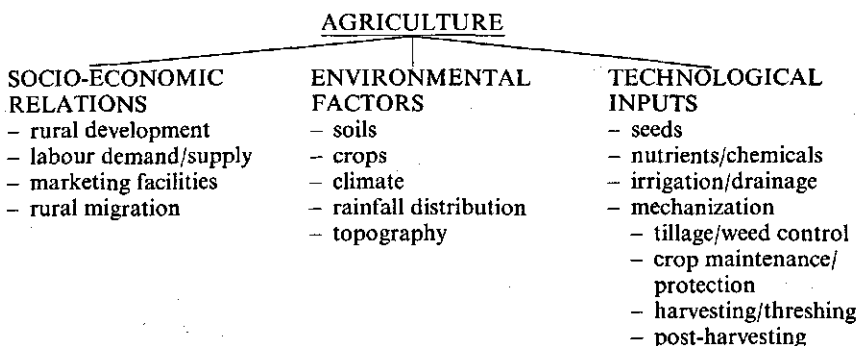 AGRICULTURE
SOCIO-ECONOMIC
RELATIONS
– rural development
– labour demand/supply
– marketing facilities
– rural migration
ENVIRONMENTAL
FACTORS
– soils
– crops
– climate
– rainfall distribution
– topography
TECHNOLOGICAL
INPUTS
– seeds
– nutrients/chemicals
– irrigation/drainage
– mechanization
– tillage/weed control
– crop maintenance/
protection
– harvesting/threshing
– post-harvesting